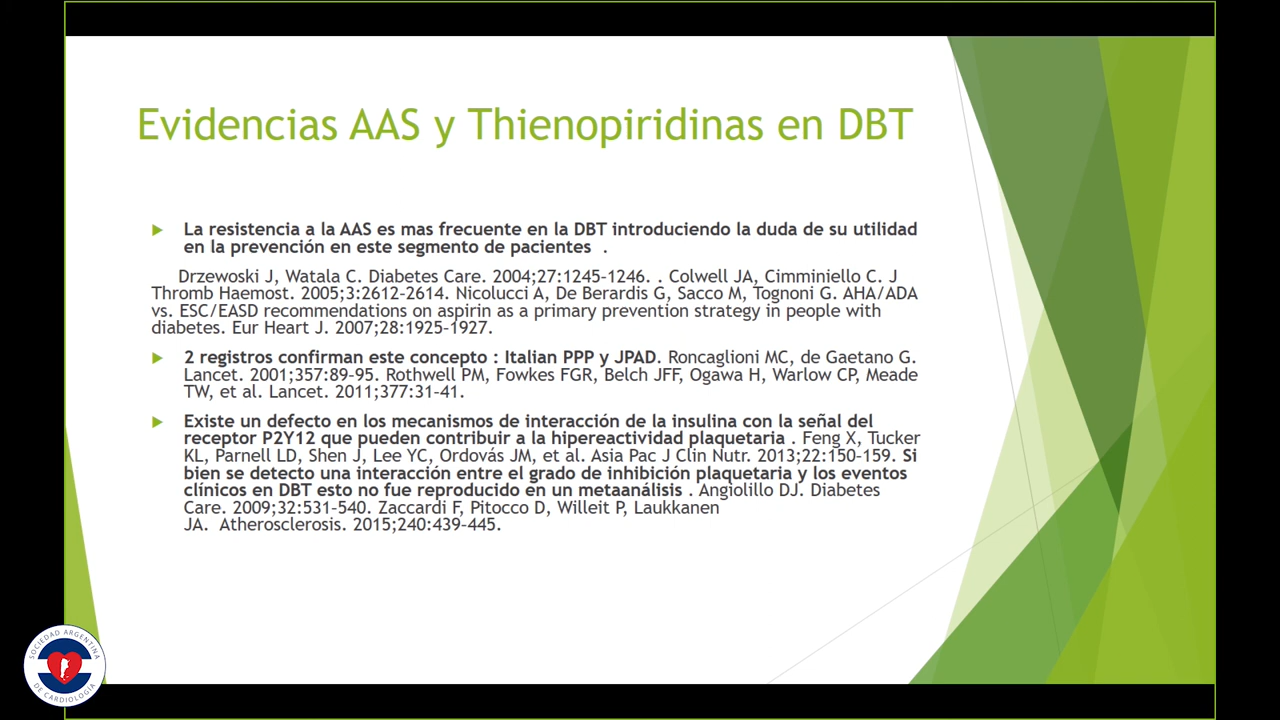 Evidencias AAS y Thienopiridinas en DBT
La resistencia a la AAS es mas frecuente en la DBT introduciendo la duda de su utilidad
en la prevención en este segmento de pacientes .
Drzewoski J, Watala C. Diabetes Care. 2004;27:1245-1246. . Colwell JA, Cimminiello C. J
Thromb Haemost. 2005;3:2612-2614. Nicolucci A, De Berardis G, Sacco M, Tognoni G. AHA/ADA
vs. ESC/EASD recommendations on aspirin as a primary prevention strategy in people with
diabetes. Eur Heart J. 2007;28:1925-1927.
2 registros confirman este concepto : Italian PPP y JPAD. Roncaglioni MC, de Gaetano G.
Lancet. 2001;357:89-95. Rothwell PM, Fowkes FGR, Belch JFF, Ogawa H, Warlow CP, Meade
TW, et al. Lancet. 2011;377:31-41.
Existe un defecto en los mecanismos de interacción de la insulina con la señal del
receptor P2Y12 que pueden contribuir a la hipereactividad plaquetaria . Feng X, Tucker
KL, Parnell LD, Shen J, Lee YC, Ordovás JM, et al. Asia Pac J Clin Nutr. 2013;22:150-159. Si
bien se detecto una interacción entre el grado de inhibición plaquetaria y los eventos
clínicos en DBT esto no fue reproducido en un metaanálisis . Angiolillo DJ. Diabetes
Care. 2009;32:531-540. Zaccardi F, Pitocco D, Willeit P, Laukkanen
JA. Atherosclerosis. 2015;240:439-445.
SOCIEDAD ARGENTINA
DE CARDIOLOGÍA